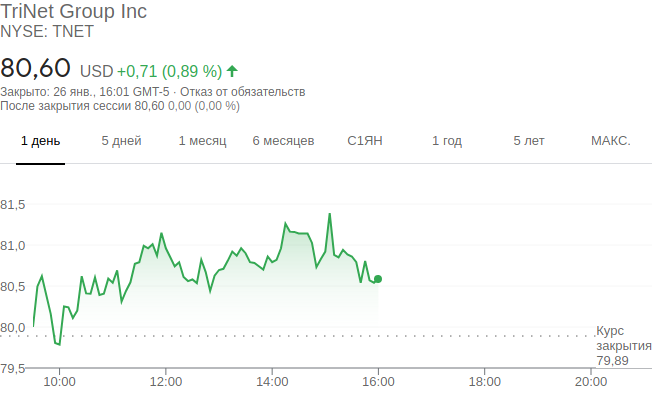 TriNet Group Inc
NYSE: TNET
80,60 USD +0,71 (0,89 %)
Закрыто: 26 янв., 16:01 GMT-5 · Отказ от обязательств
После закрытия сессии 80,60 0,00 (0,00 %)
1 день 5 дней 1 месяц 6 месяцев С1ЯН 1 год 5 лет МАКС.
81,5
81,0
80,5
80,0
Курс
закрытия
79,89
79,5
10:00 12:00 14:00 16:00 18:00 20:00